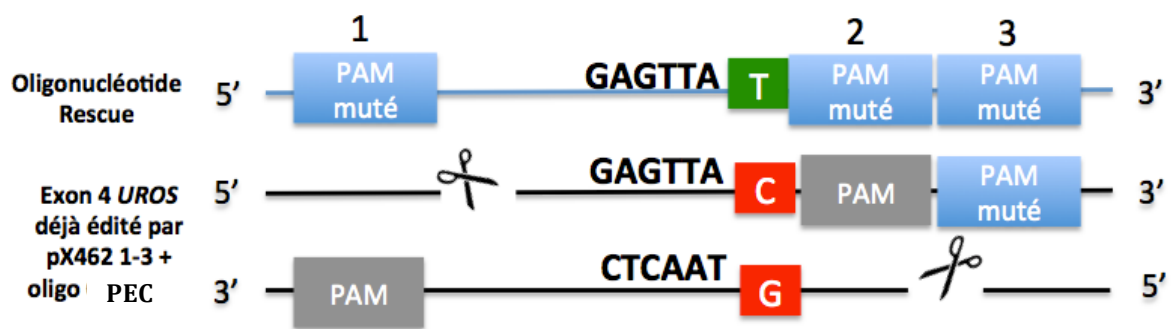 1
2
3
Oligonucléotide
Rescue
5’
PAM
muté
GAGTTA
T
PAM
muté
PAM
muté
3’
Exon 4 UROS
déjà édité par
pX462 1-3 +
oligo PEC
5’
GAGTTA
C
PAM
PAM
muté
3’
3’
PAM
CTCAAT
G
5’